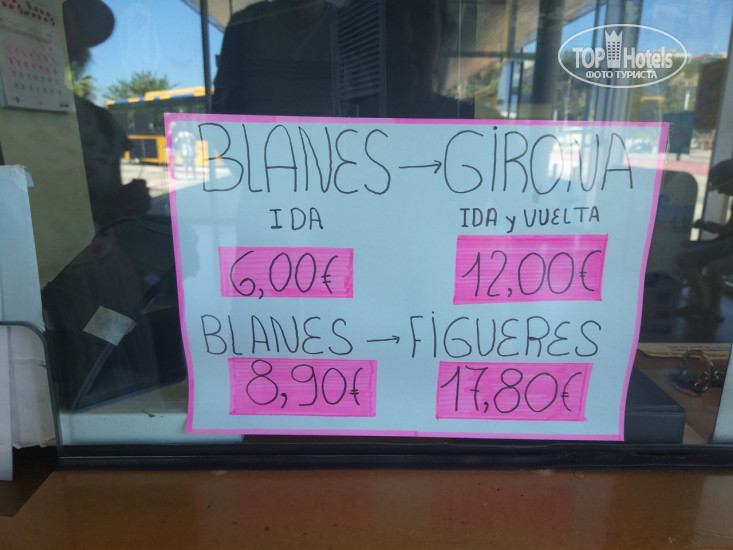 TOP Hotels
ФОТО ТУРИСТА
BLANES → GIRONA
IDA IDA y VUELTA
6,00€ 12,00€
BLANES → FIGUERES
8,90€ 17,80€